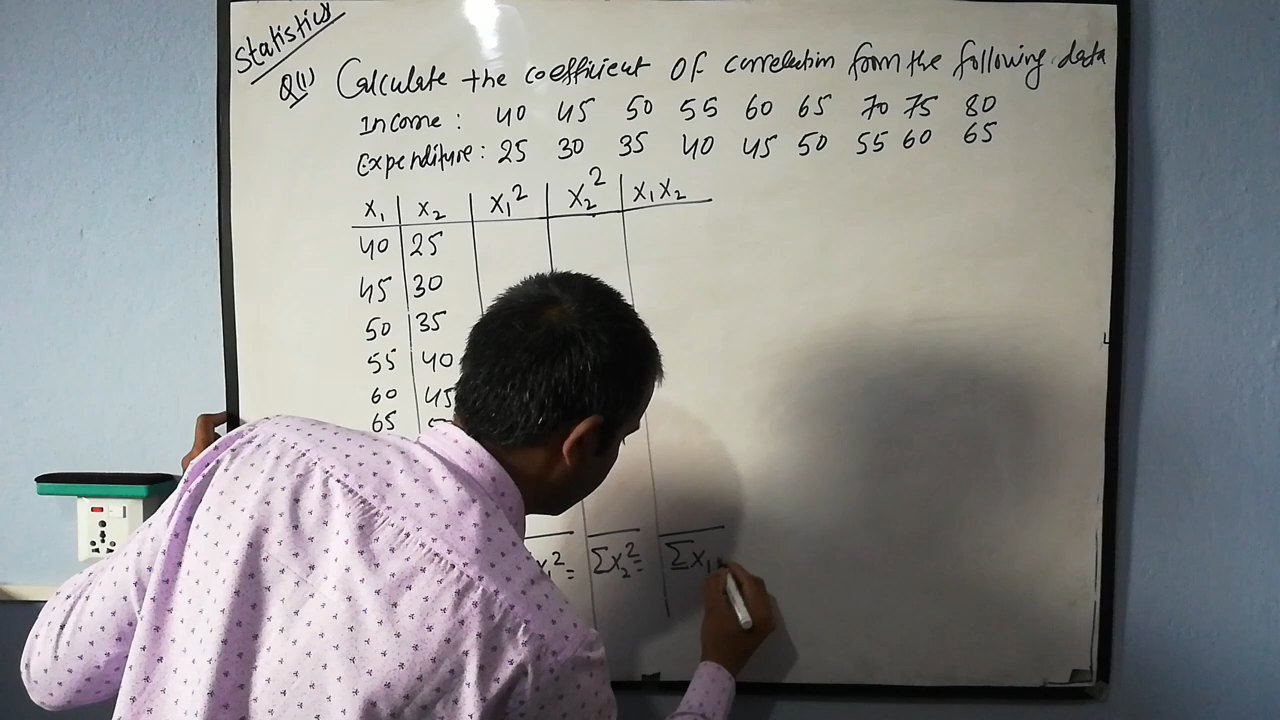 Statistics
Q(1) Calculate the coefficient OF correlation from the following data
Income : 40 45 50 55 60 65 70 75 80
Expenditure : 25 30 35 40 45 50 55 60 65
X₁ X₂ X₁² X₂² X₁X₂
40 25
45 30
50 35
55 40
60 45
65
X₁²= ΣX₂²= ΣX₁